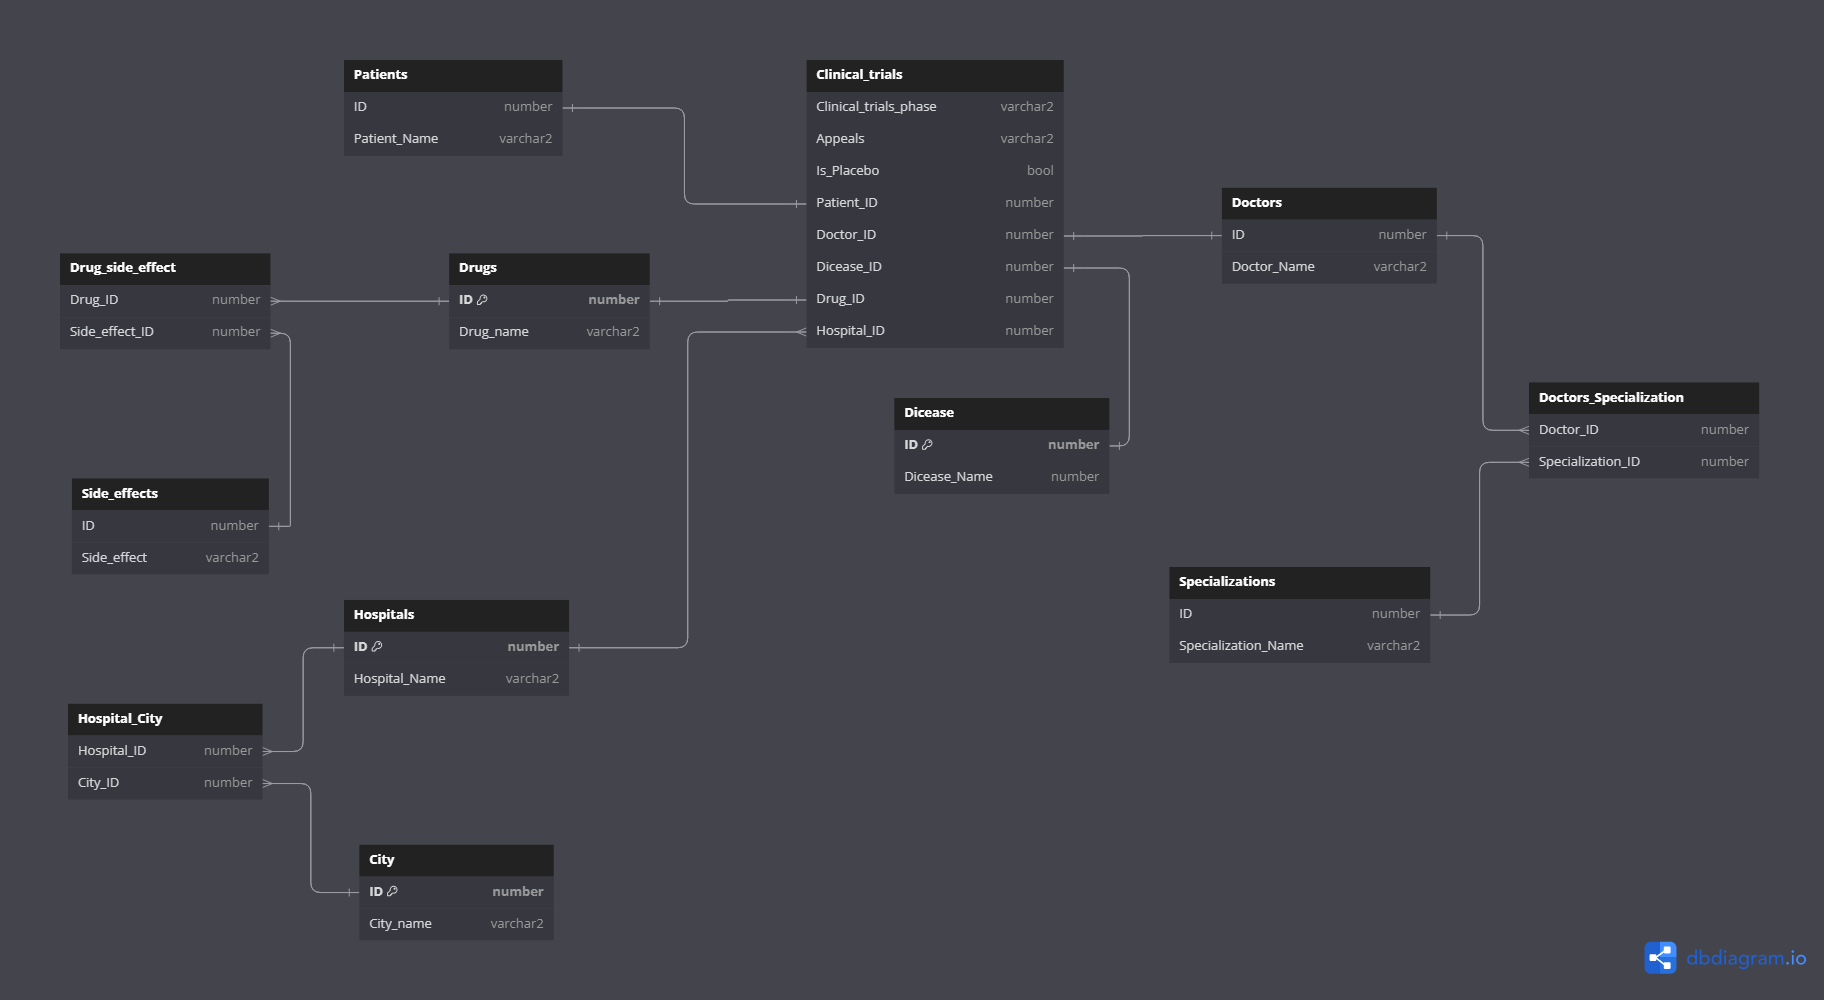 Patients
ID number
Patient_Name varchar2
Clinical_trials
Clinical_trials_phase varchar2
Appeals varchar2
Is_Placebo bool
Patient_ID number
Doctor_ID number
Dicease_ID number
Drug_ID number
Hospital_ID number
Doctors
ID number
Doctor_Name varchar2
Drug_side_effect
Drug_ID number
Side_effect_ID number
Drugs
ID number
Drug_name varchar2
Dicease
ID number
Dicease_Name number
Doctors_Specialization
Doctor_ID number
Specialization_ID number
Side_effects
ID number
Side_effect varchar2
Specializations
ID number
Specialization_Name varchar2
Hospitals
ID number
Hospital_Name varchar2
Hospital_City
Hospital_ID number
City_ID number
City
ID number
City_name varchar2
dbdiagram.io